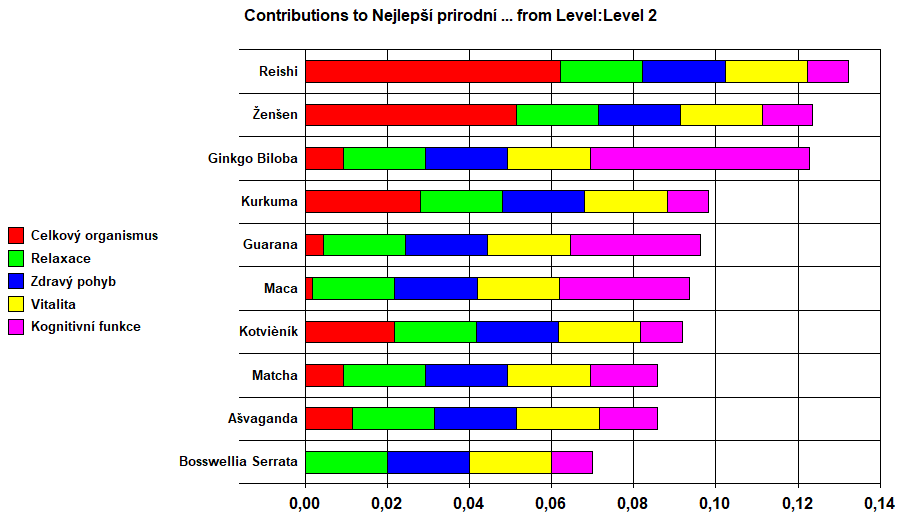 Contributions to Nejlepší prirodní ... from Level:Level 2
Reishi
Ženšen
Ginkgo Biloba
Kurkuma
Guarana
Maca
Kotvièník
Matcha
Ašvaganda
Bosswellia Serrata
Celkový organismus
Relaxace
Zdravý pohyb
Vitalita
Kognitivní funkce
0,00 0,02 0,04 0,06 0,08 0,10 0,12 0,14